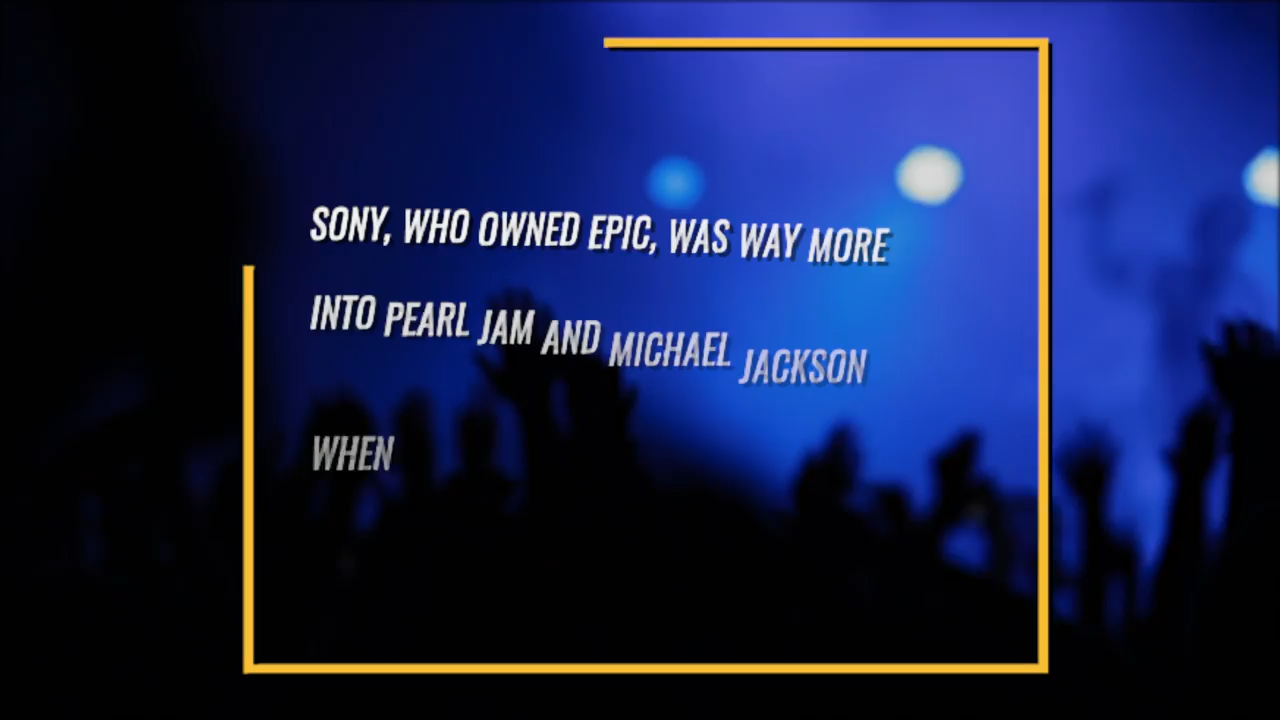 SONY, WHO OWNED EPIC, WAS WAY MORE
INTO PEARL JAM AND MICHAEL JACKSON
WHEN